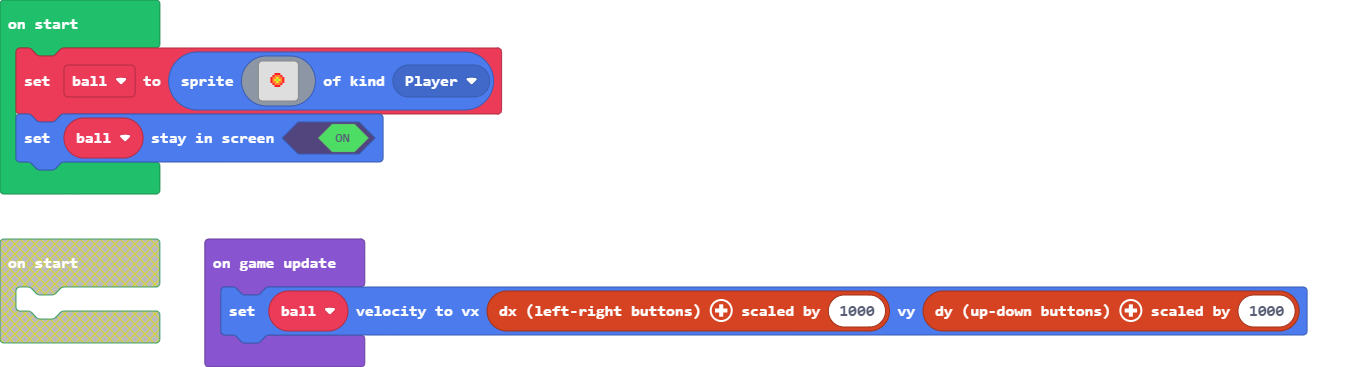 on start
set ball to sprite of kind Player
set ball stay in screen ON
on start
on game update
set ball velocity to vx dx (left-right buttons) + scaled by 1000 vy dy (up-down buttons) + scaled by 1000